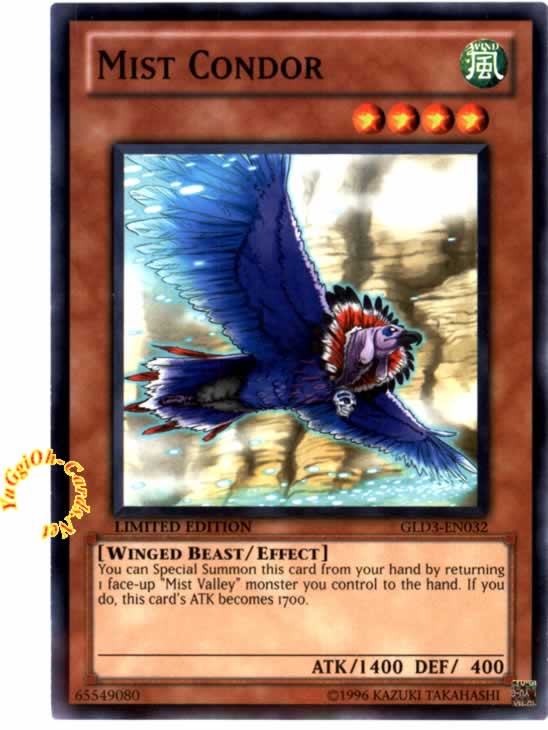 MIST CONDOR
WIND
風
YuGgiOh-Cards.Net
LIMITED EDITION
GLD3-EN032
[WINGED BEAST/EFFECT]
You can Special Summon this card from your hand by returning
1 face-up "Mist Valley" monster you control to the hand. If you
do, this card's ATK becomes 1700.
ATK/1400 DEF/ 400
65549080
©1996 KAZUKI TAKAHASHI